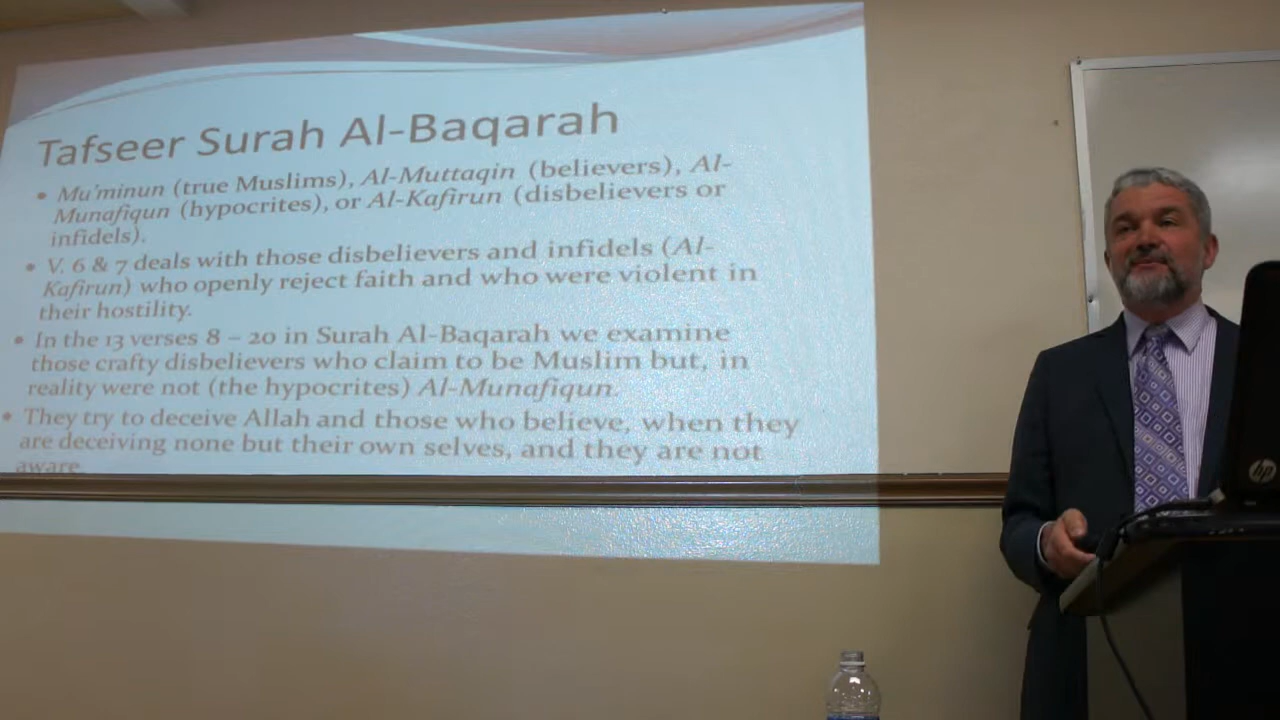 Tafseer Surah Al-Baqarah
• Mu'minun (true Muslims), Al-Muttaqin (believers), Al-
Munafiqun (hypocrites), or Al-Kafirun (disbelievers or
infidels).
• V. 6 & 7 deals with those disbelievers and infidels (Al-
Kafirun) who openly reject faith and who were violent in
their hostility.
• In the 13 verses 8 – 20 in Surah Al-Baqarah we examine
those crafty disbelievers who claim to be Muslim but, in
reality were not (the hypocrites) Al-Munafiqun.
• They try to deceive Allah and those who believe, when they
are deceiving none but their own selves, and they are not
aware.
hp